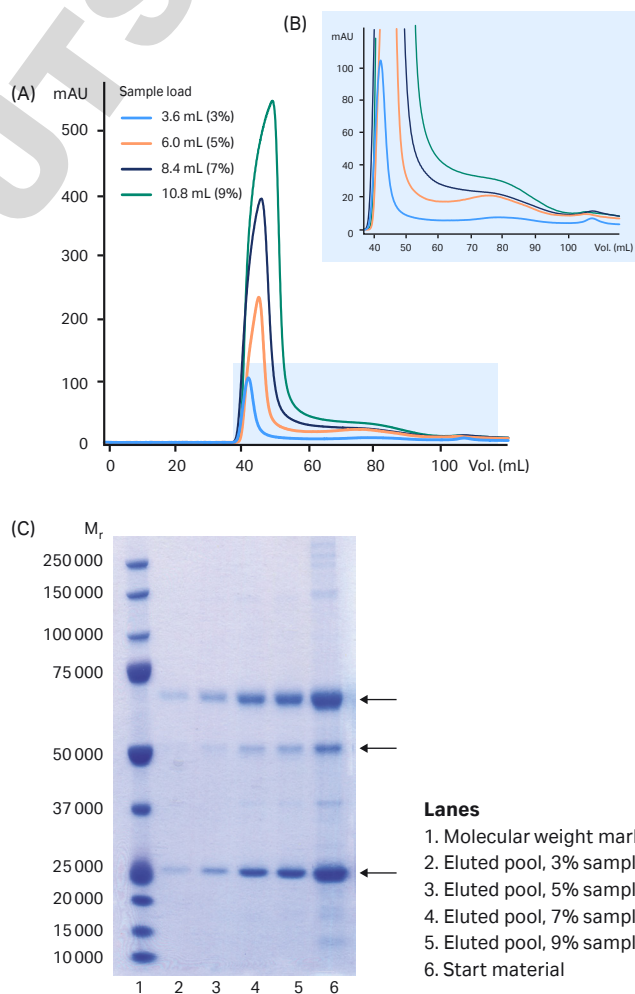 UTS
(B)
mAU
100
80
60
40
20
0
40 50 60 70 80 90 100 Vol. (mL)
(A) mAU
Sample load
3.6 mL (3%)
6.0 mL (5%)
8.4 mL (7%)
10.8 mL (9%)
500
400
300
200
100
0
0 20 40 60 80 100 Vol. (mL)
(C) Mr
250 000
150 000
100 000
75 000
50 000
37 000
25 000
20 000
15 000
10 000
1 2 3 4 5 6
Lanes
1. Molecular weight mark
2. Eluted pool, 3% sampl
3. Eluted pool, 5% sampl
4. Eluted pool, 7% sampl
5. Eluted pool, 9% sampl
6. Start material